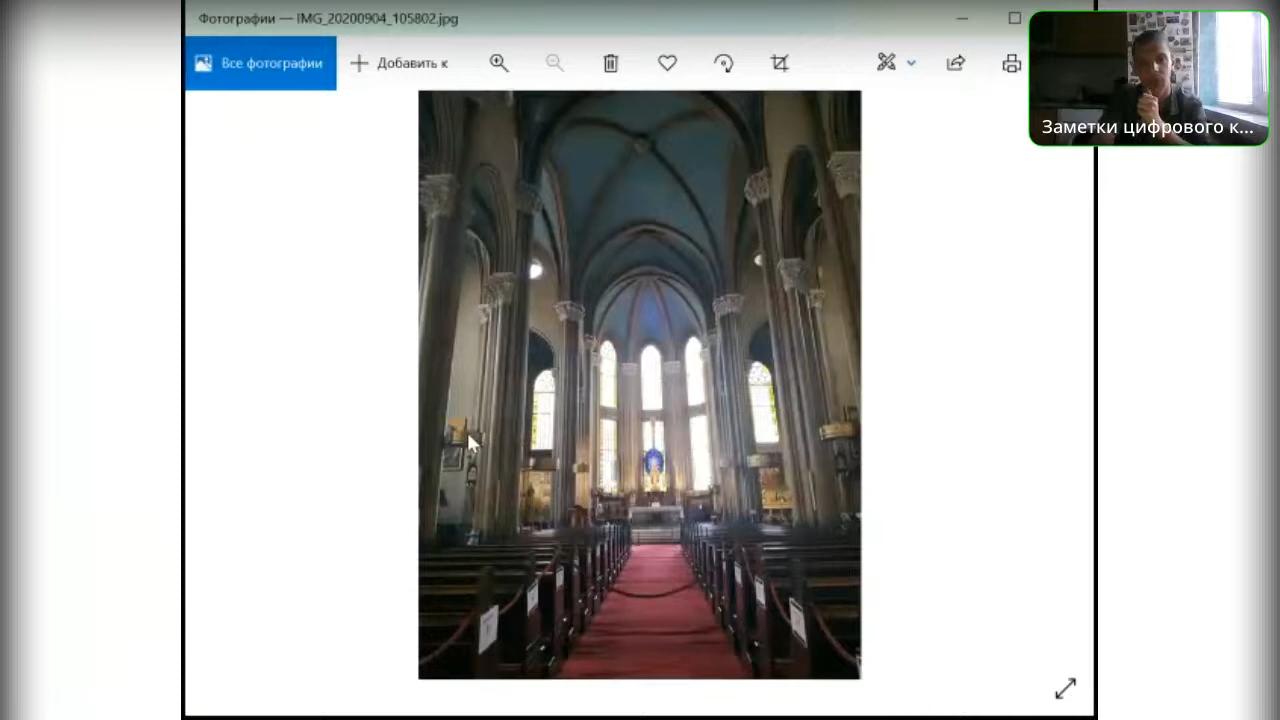 Фотографии — IMG_20200904_105802.jpg
Все фотографии
Добавить к
Заметки цифрового к...